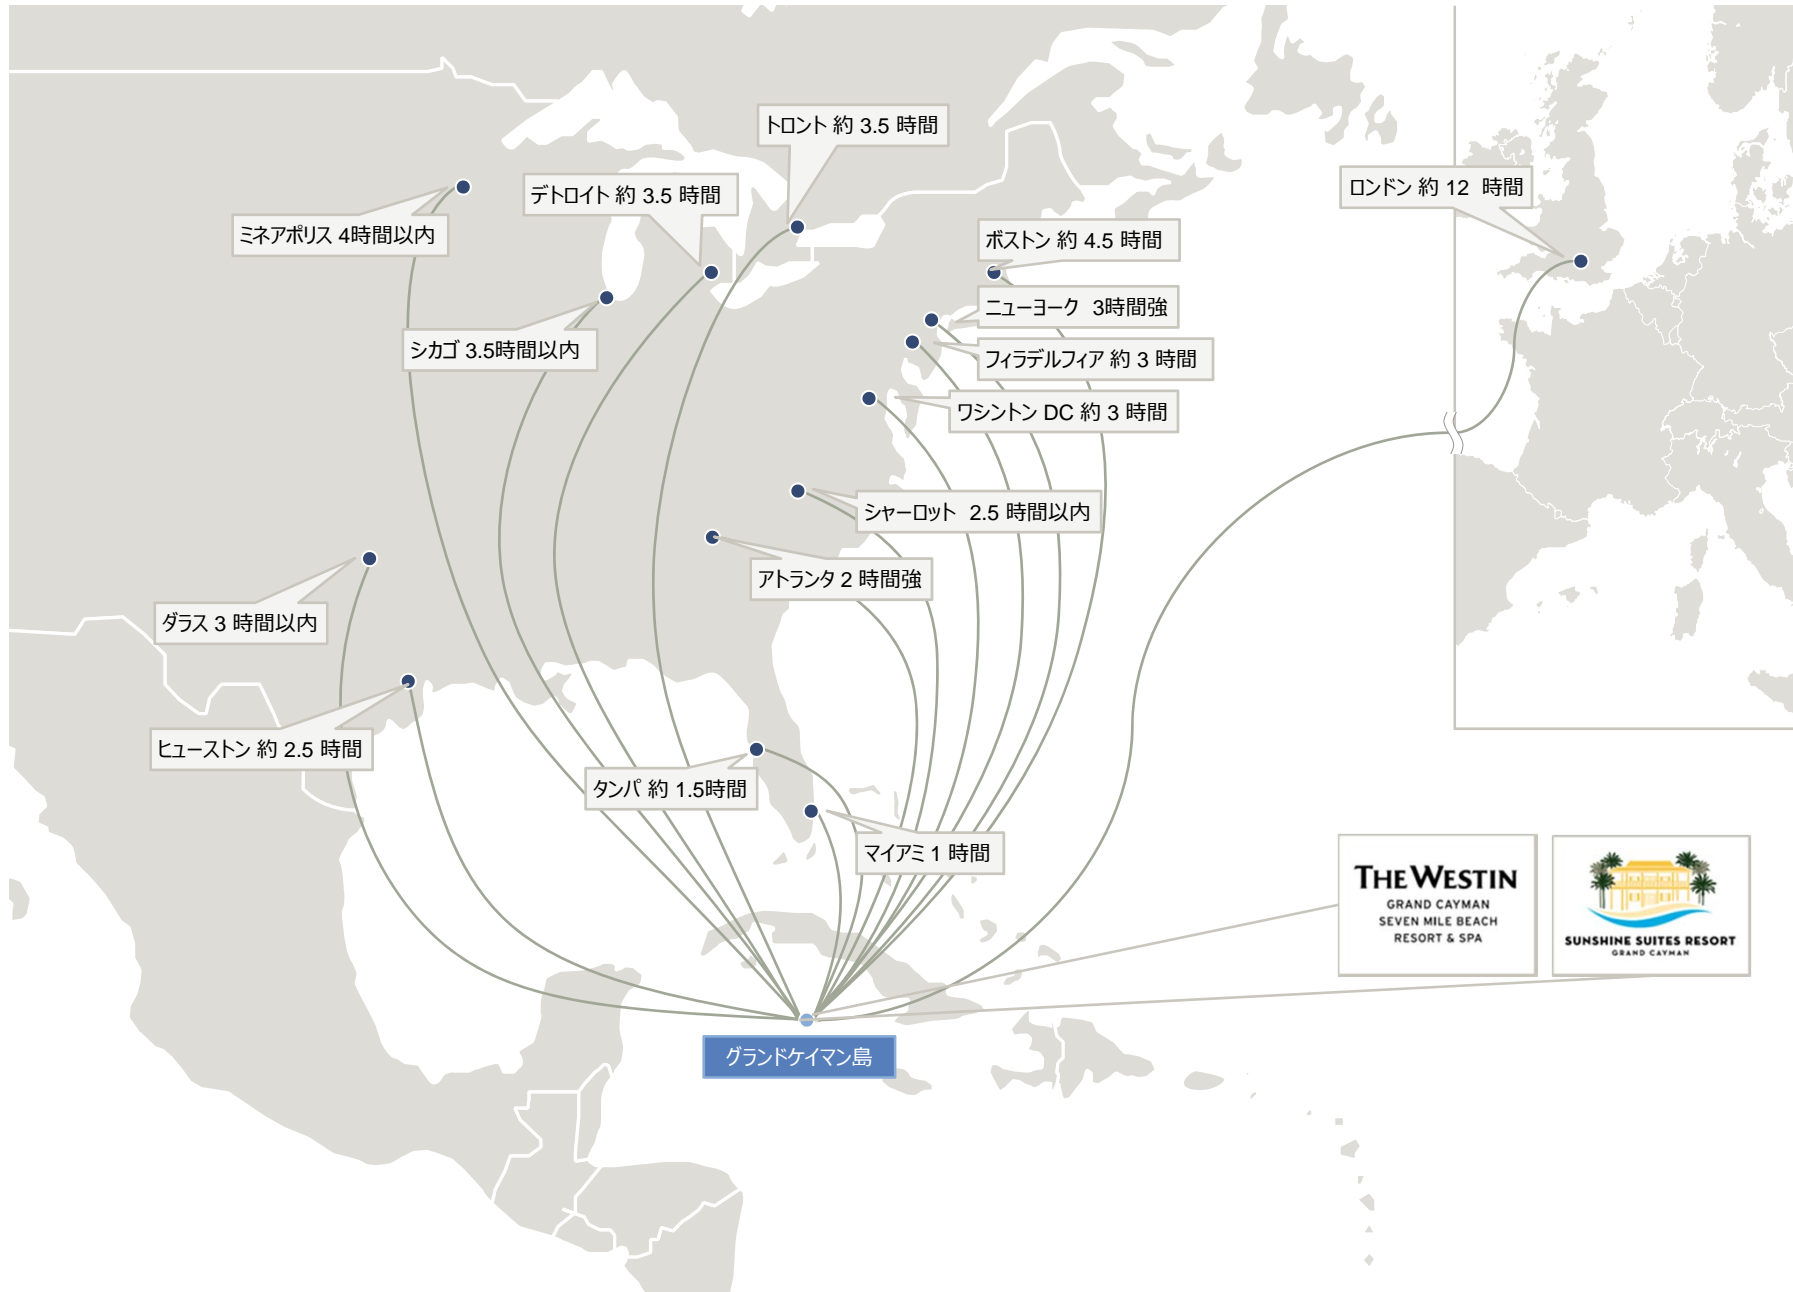 トロント 約 3.5 時間
デトロイト 約 3.5 時間
ロンドン 約 12 時間
ミネアポリス 4時間以内
ボストン 約 4.5 時間
ニューヨーク 3時間強
シカゴ 3.5時間以内
フィラデルフィア 約 3 時間
ワシントン DC 約 3 時間
シャーロット 2.5 時間以内
アトランタ 2 時間強
ダラス 3 時間以内
ヒューストン 約 2.5 時間
タンパ 約 1.5時間
マイアミ 1 時間
THE WESTIN
GRAND CAYMAN
SEVEN MILE BEACH
RESORT & SPA
SUNSHINE SUITES RESORT
GRAND CAYMAN
グランドケイマン島